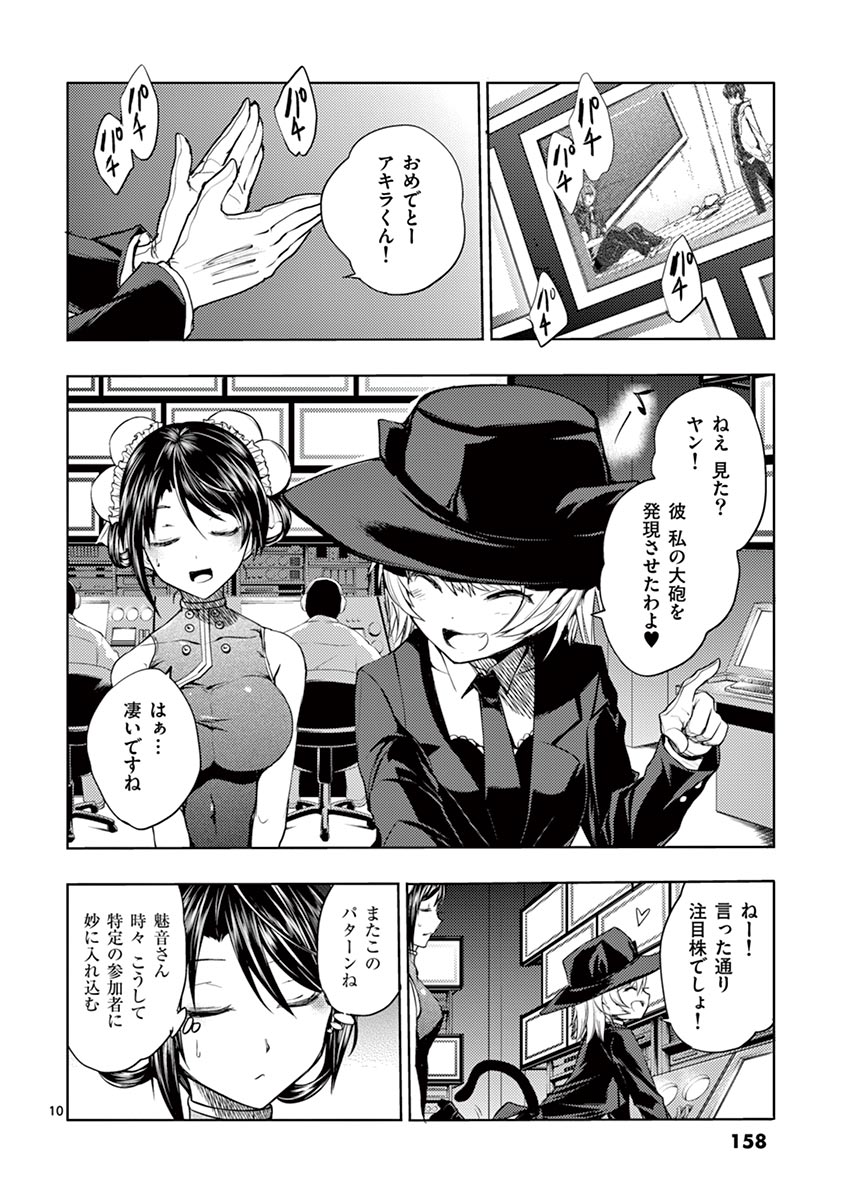 パチ
パチ
パチ
パチ
パチ
パチ
おめでとー
アキラくん!
ねぇ 見た?
ヤン!
彼 私の大砲を
発現させたわよ♥
はぁ…
凄いですね
ねー!
言った通り
注目株でしょ!
またこの
パターンね
魅音さん
時々 こうして
特定の参加者に
妙に入れ込む
10
158